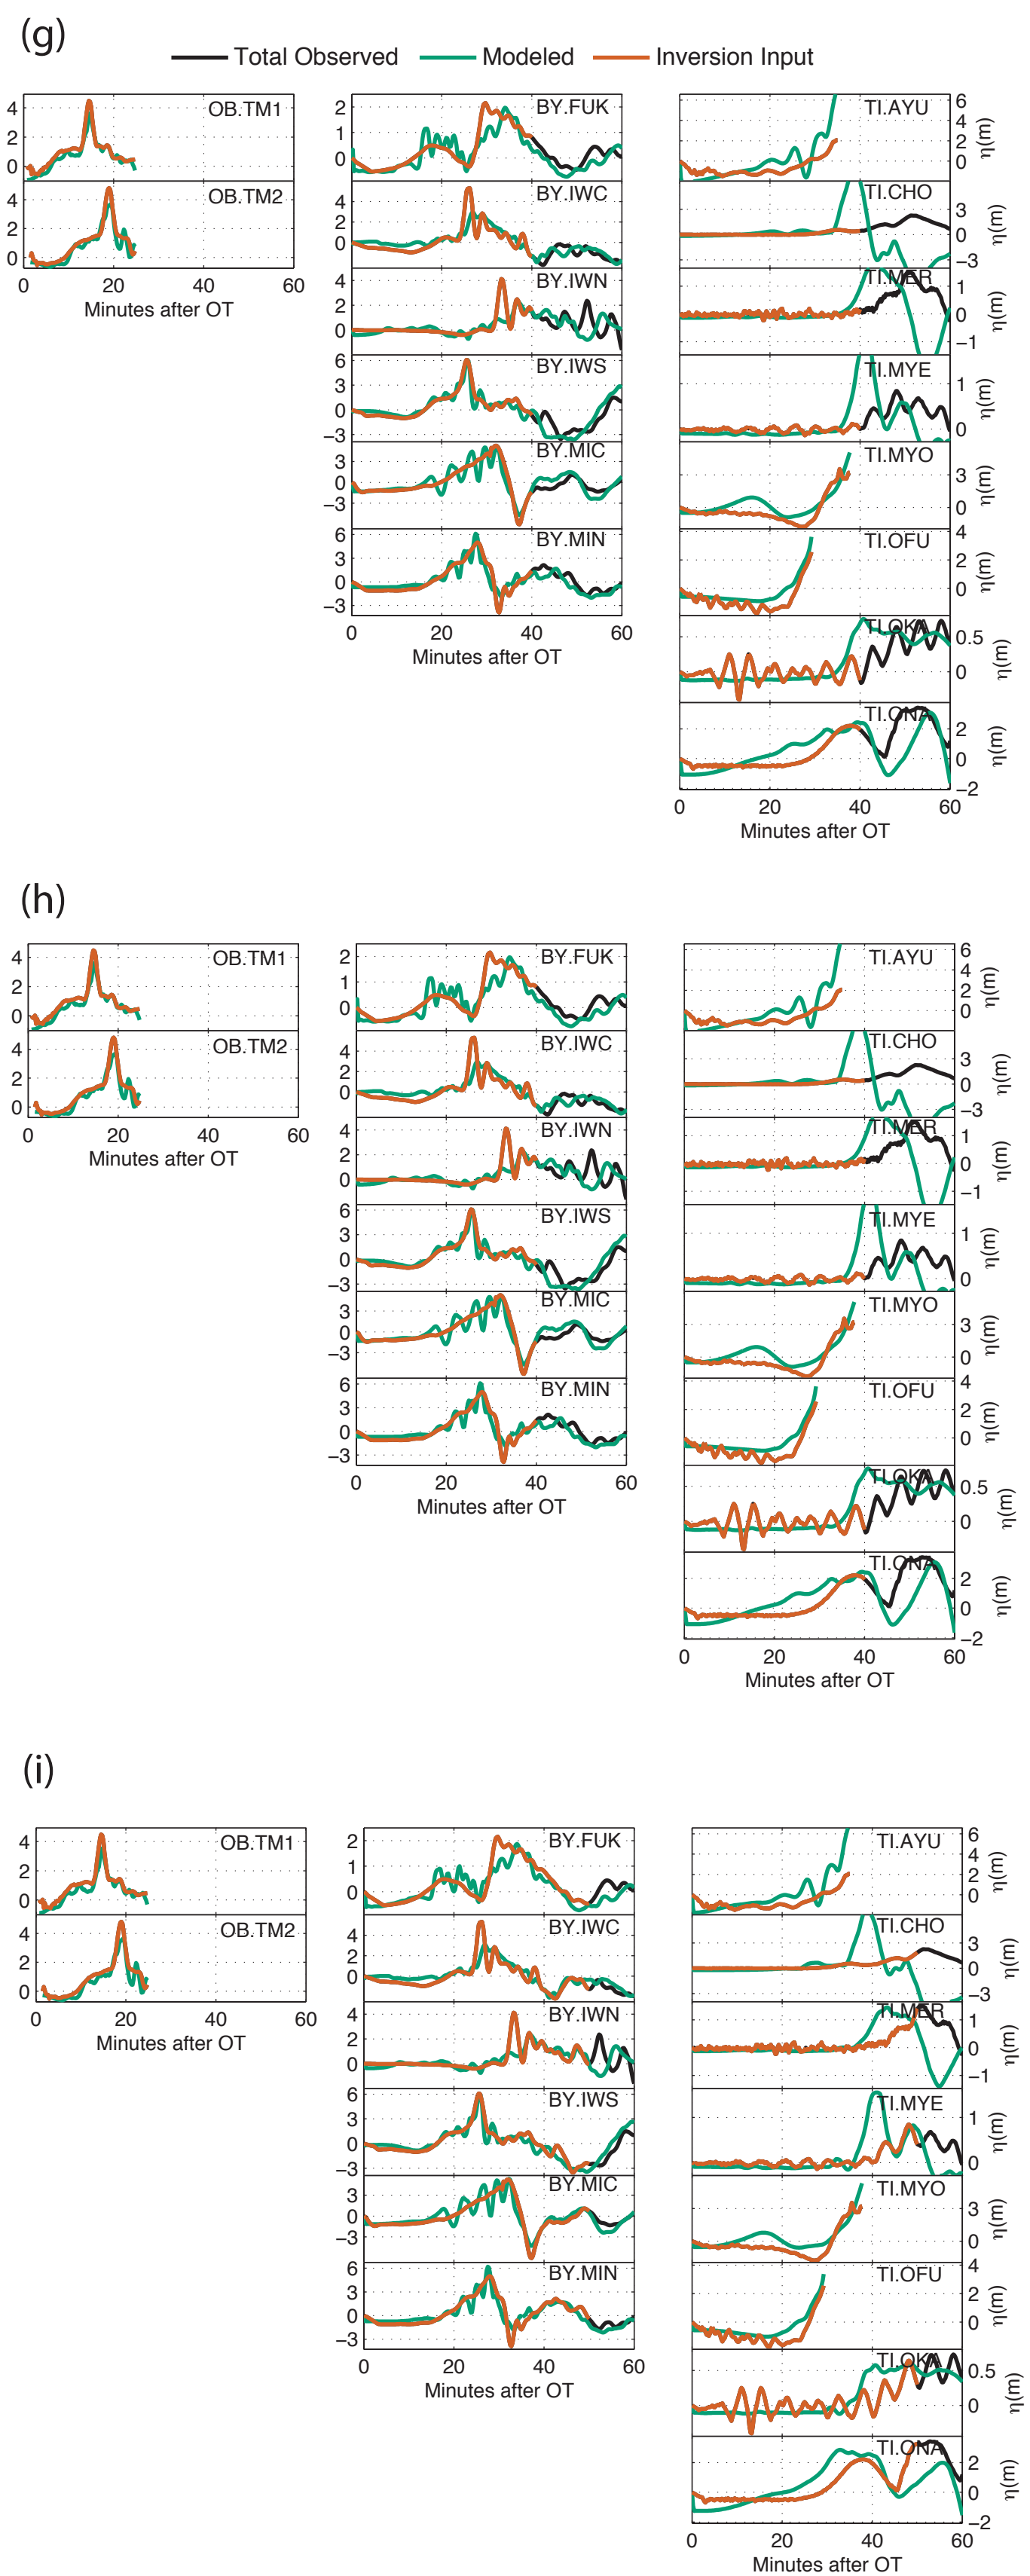 (g)
Total Observed Modeled Inversion Input
OB.TM1
4
2
0
OB.TM2
4
2
0
0 20 40 60
Minutes after OT
BY.FUK
2
1
0
BY.IWC
4
2
0
BY.IWN
4
2
0
BY.IWS
6
3
0
−3
BY.MIC
3
0
−3
BY.MIN
6
3
0
−3
0 20 40 60
Minutes after OT
TI.AYU
6
4
2
0
η(m)
TI.CHO
3
0
−3
η(m)
TI.MER
1
0
−1
η(m)
TI.MYE
1
0
η(m)
TI.MYO
3
0
η(m)
TI.OFU
4
2
0
η(m)
TI.OKA
0.5
0
η(m)
TI.ONA
2
0
−2
η(m)
0 20 40 60
Minutes after OT
(h)
OB.TM1
4
2
0
OB.TM2
4
2
0
0 20 40 60
Minutes after OT
BY.FUK
2
1
0
BY.IWC
4
2
0
BY.IWN
4
2
0
BY.IWS
6
3
0
−3
BY.MIC
3
0
−3
BY.MIN
6
3
0
−3
0 20 40 60
Minutes after OT
TI.AYU
6
4
2
0
η(m)
TI.CHO
3
0
−3
η(m)
TI.MER
1
0
−1
η(m)
TI.MYE
1
0
η(m)
TI.MYO
3
0
η(m)
TI.OFU
4
2
0
η(m)
TI.OKA
0.5
0
η(m)
TI.ONA
2
0
−2
η(m)
0 20 40 60
Minutes after OT
(i)
OB.TM1
4
2
0
OB.TM2
4
2
0
0 20 40 60
Minutes after OT
BY.FUK
2
1
0
BY.IWC
4
2
0
BY.IWN
4
2
0
BY.IWS
6
3
0
−3
BY.MIC
3
0
−3
BY.MIN
6
3
0
−3
0 20 40 60
Minutes after OT
TI.AYU
6
4
2
0
η(m)
TI.CHO
3
0
−3
η(m)
TI.MER
1
0
−1
η(m)
TI.MYE
1
0
η(m)
TI.MYO
3
0
η(m)
TI.OFU
4
2
0
η(m)
TI.OKA
0.5
0
η(m)
TI.ONA
2
0
−2
η(m)
0 20 40 60
Minutes after OT